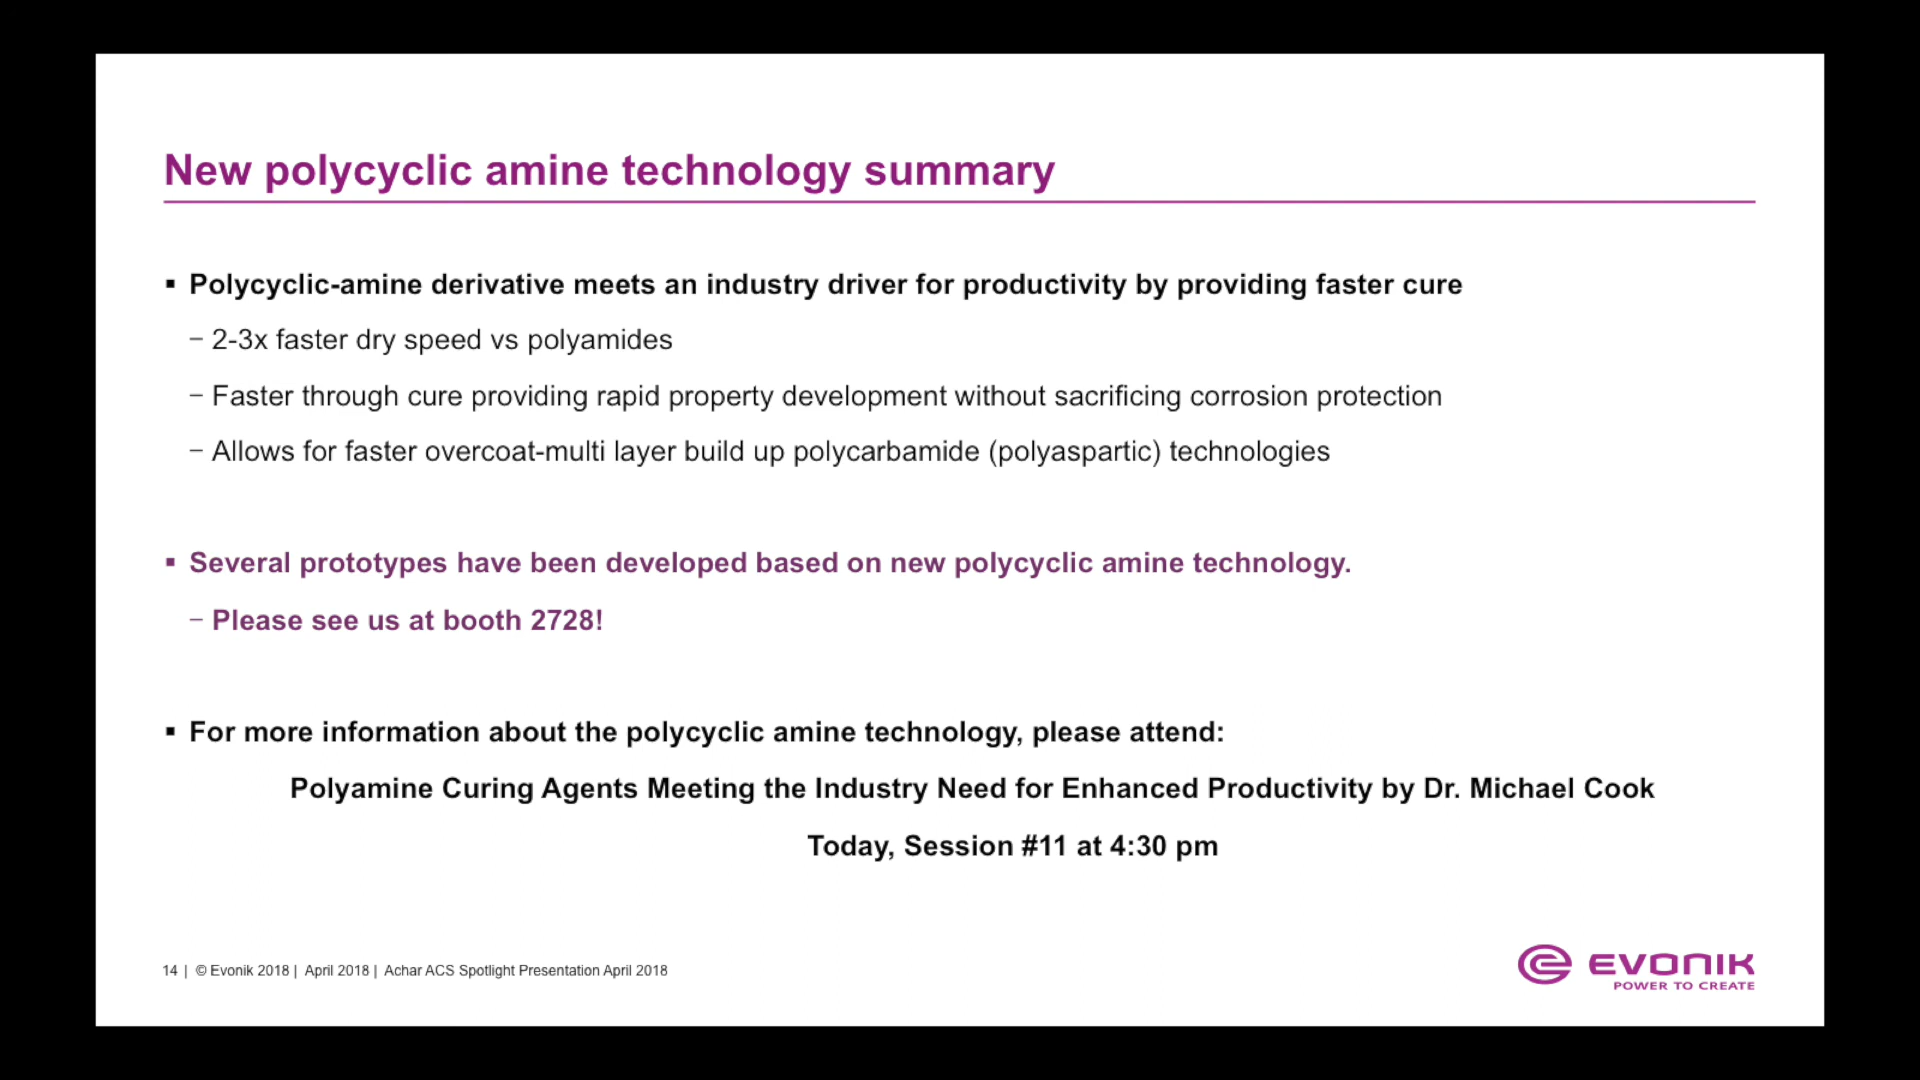 New polycyclic amine technology summary
▪ Polycyclic-amine derivative meets an industry driver for productivity by providing faster cure
− 2-3x faster dry speed vs polyamides
− Faster through cure providing rapid property development without sacrificing corrosion protection
− Allows for faster overcoat-multi layer build up polycarbamide (polyaspartic) technologies
▪ Several prototypes have been developed based on new polycyclic amine technology.
− Please see us at booth 2728!
▪ For more information about the polycyclic amine technology, please attend:
Polyamine Curing Agents Meeting the Industry Need for Enhanced Productivity by Dr. Michael Cook
Today, Session #11 at 4:30 pm
14 | © Evonik 2018 | April 2018 | Achar ACS Spotlight Presentation April 2018
EVONIK
POWER TO CREATE